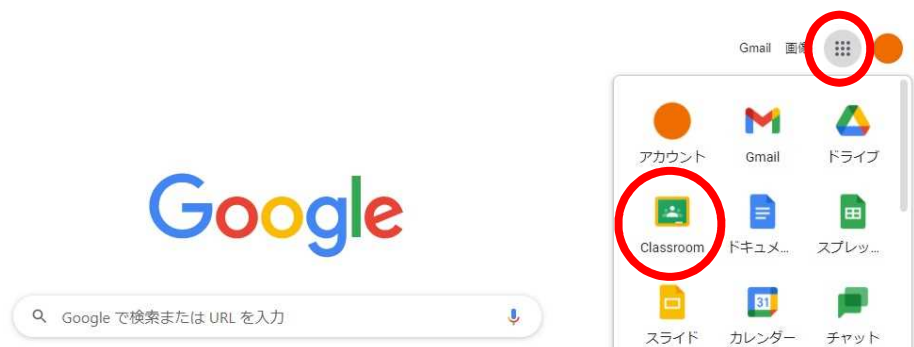 Gmail 画
アカウント Gmail ドライブ
Google
Classroom ドキュメ... スプレッ...
31
Google で検索または URL を入力
スライド カレンダー チャット